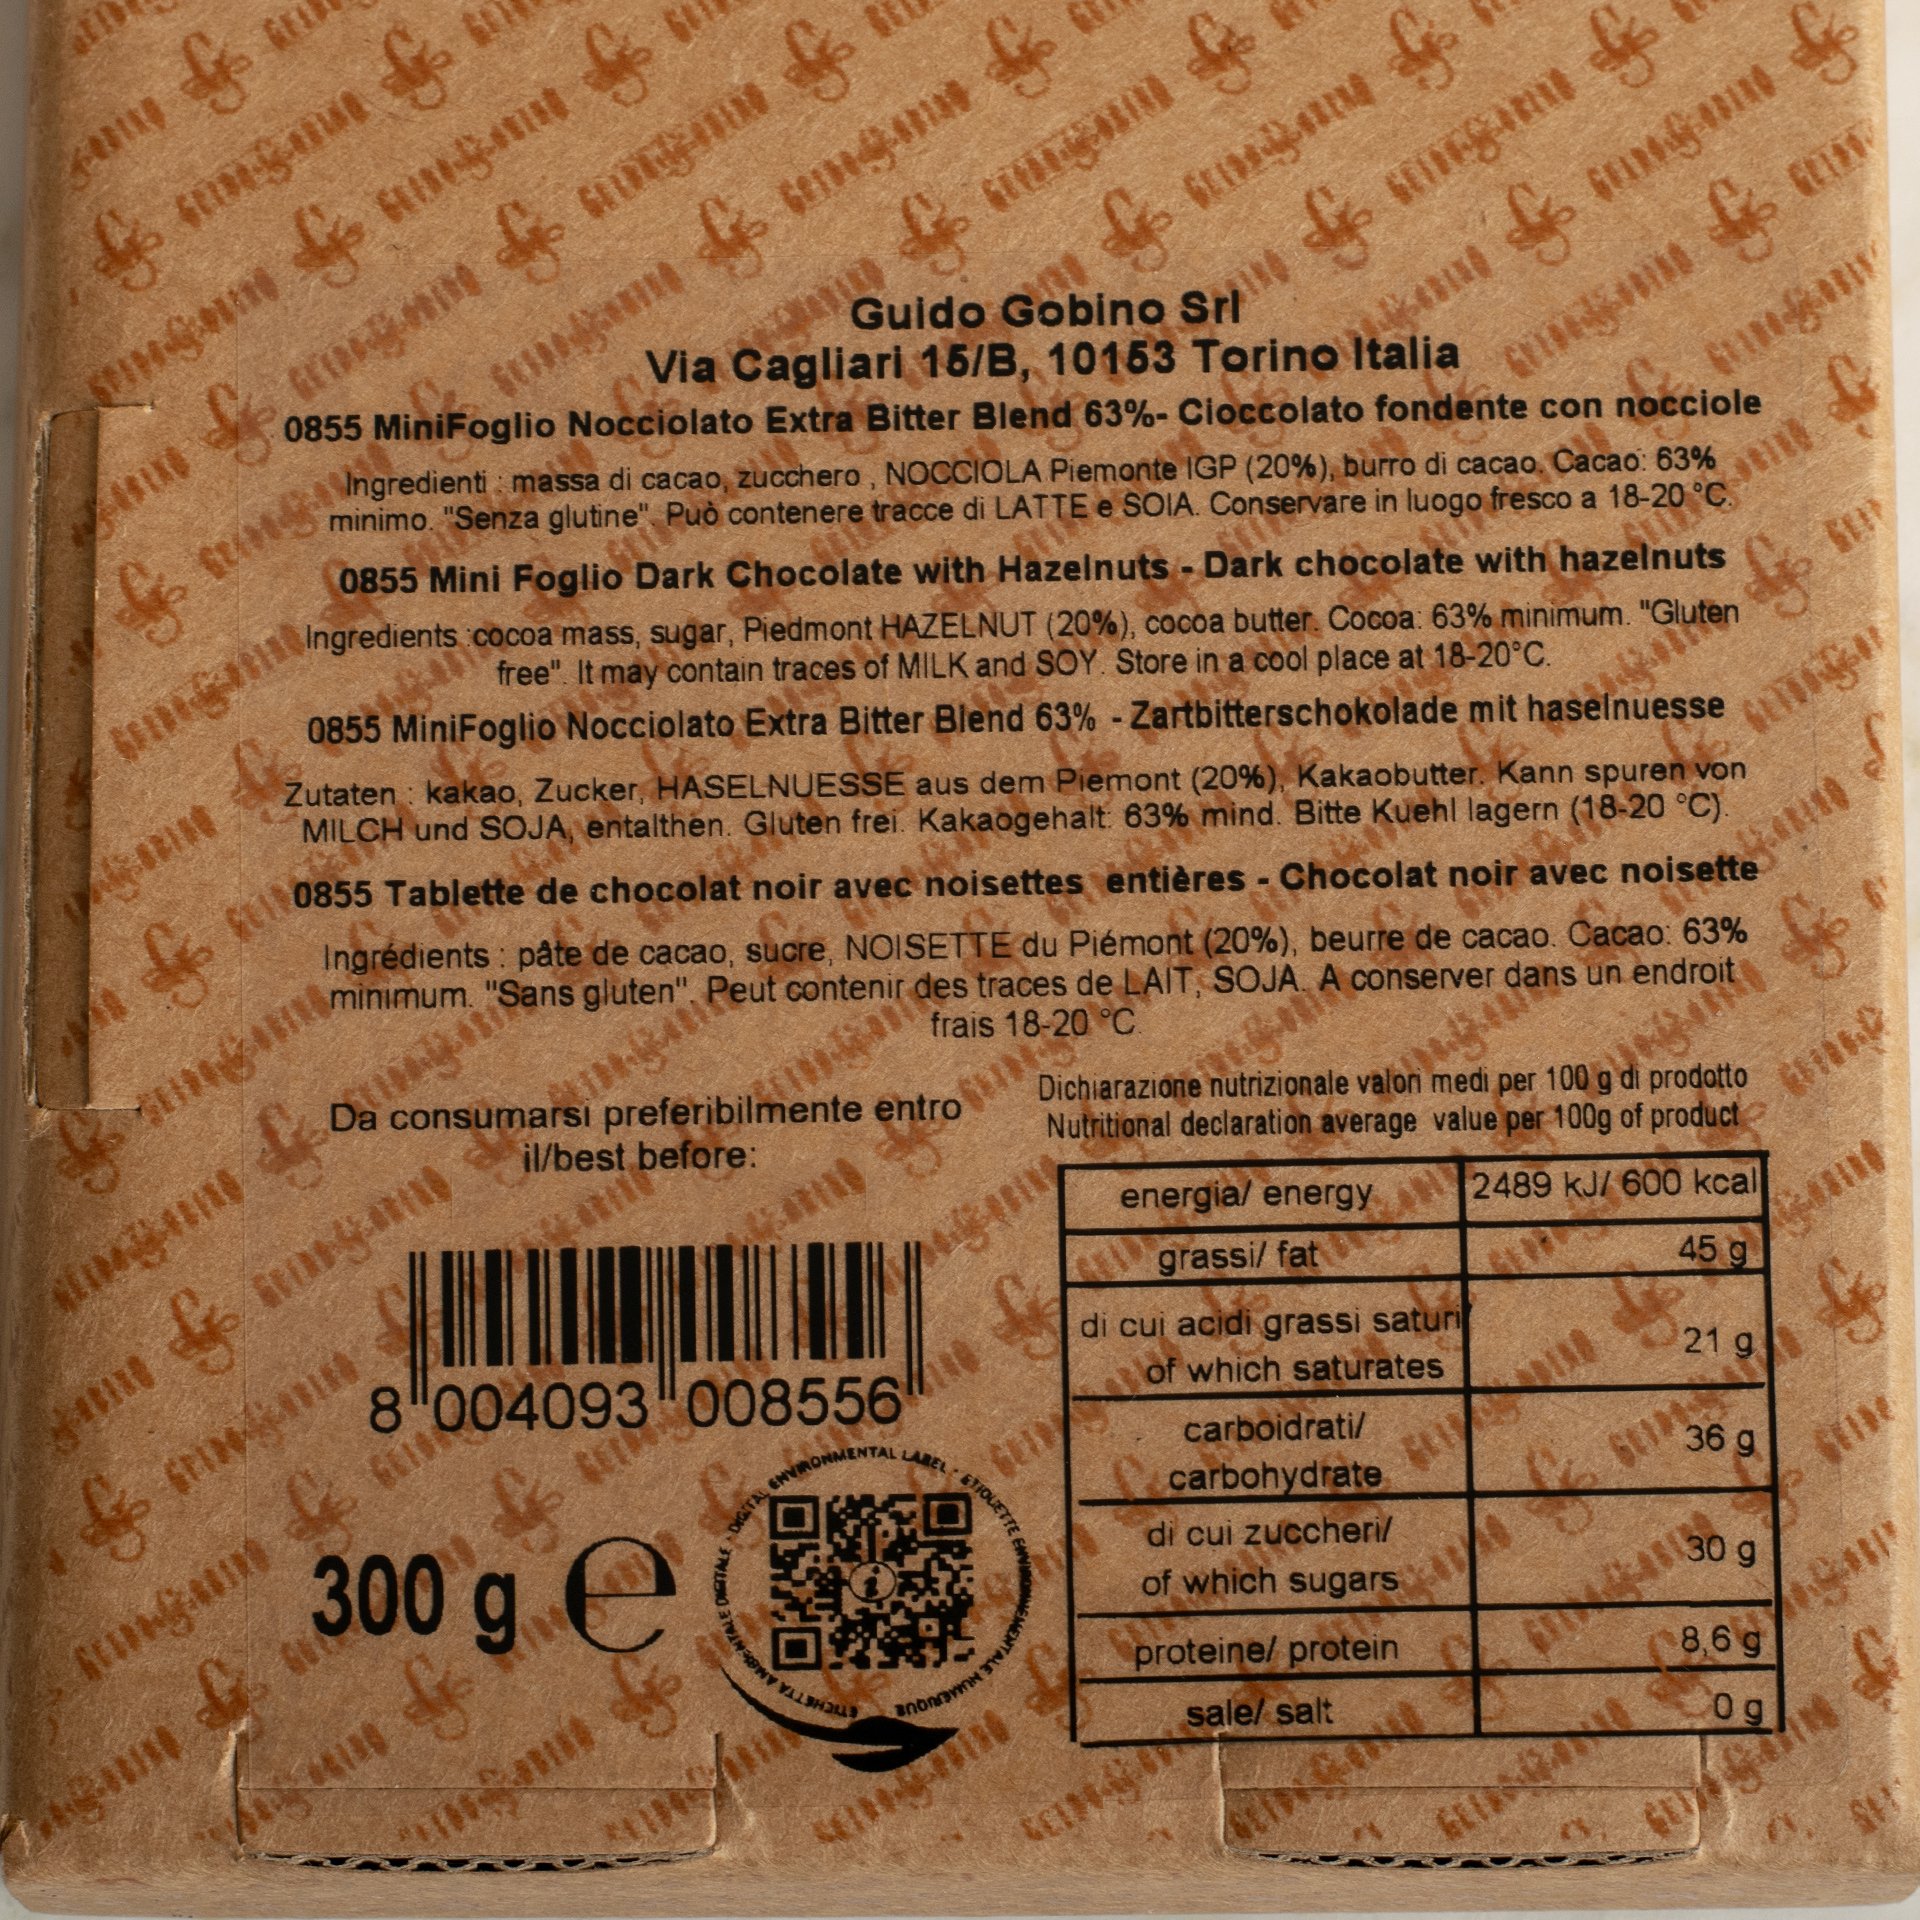 Guido Gobino Srl
Via Cagliari 15/B, 10153 Torino Italia
0855 MiniFoglio Nocciolato Extra Bitter Blend 63%- Cioccolato fondente con nocciole
Ingredienti : massa di cacao, zucchero , NOCCIOLA Piemonte IGP (20%), burro di cacao. Cacao: 63%
minimo. "Senza glutine". Può contenere tracce di LATTE e SOIA. Conservare in luogo fresco a 18-20 °C.
0855 Mini Foglio Dark Chocolate with Hazelnuts - Dark chocolate with hazelnuts
Ingredients :cocoa mass, sugar, Piedmont HAZELNUT (20%), cocoa butter. Cocoa: 63% minimum. "Gluten
free". It may contain traces of MILK and SOY. Store in a cool place at 18-20°C.
0855 MiniFoglio Nocciolato Extra Bitter Blend 63% - Zartbitterschokolade mit haselnuesse
Zutaten : kakao, Zucker, HASELNUESSE aus dem Piemont (20%), Kakaobutter. Kann spuren von
MILCH und SOJA, entalthen. Gluten frei. Kakaogehalt: 63% mind. Bitte Kuehl lagern (18-20 °C).
0855 Tablette de chocolat noir avec noisettes entières - Chocolat noir avec noisette
Ingrédients : pâte de cacao, sucre, NOISETTE du Piémont (20%), beurre de cacao. Cacao: 63%
minimum. "Sans gluten". Peut contenir des traces de LAIT, SOJA. A conserver dans un endroit
frais 18-20 °C.
Da consumarsi preferibilmente entro
il/best before:
8 004093 008556
300 g e
ETICHETTA AMBIENTALE DIGITALE - DIGITAL ENVIRONMENTAL LABEL - ETIQUETTE ENVIRONNEMENTALE NUMERIQUE
Dichiarazione nutrizionale valori medi per 100 g di prodotto
Nutritional declaration average value per 100g of product
energia/ energy 2489 kJ/ 600 kcal
grassi/ fat 45 g
di cui acidi grassi saturi/
of which saturates 21 g
carboidrati/
carbohydrate 36 g
di cui zuccheri/
of which sugars 30 g
proteine/ protein 8,6 g
sale/ salt 0 g